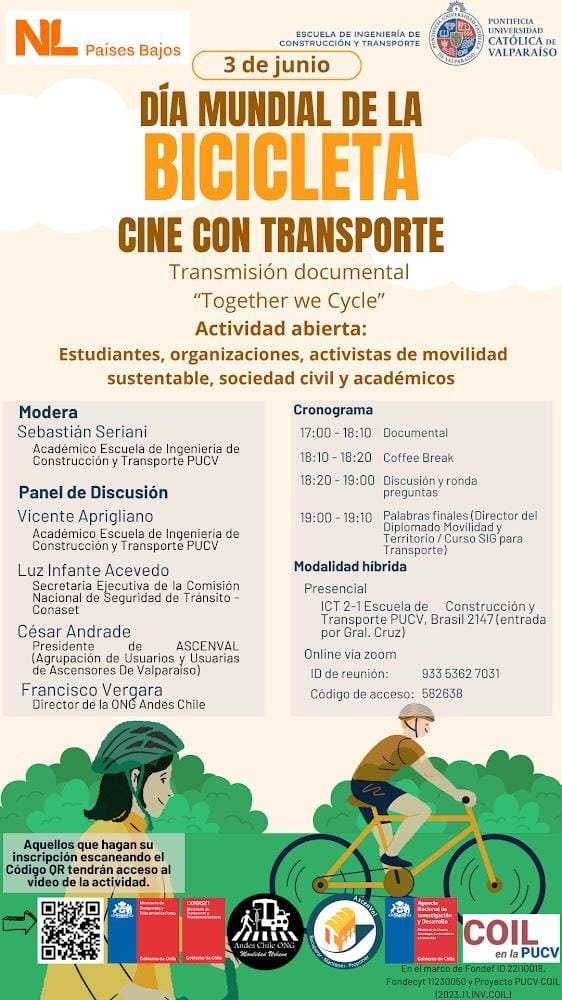 NL Países Bajos
ESCUELA DE INGENIERÍA DE
CONSTRUCCIÓN Y TRANSPORTE
PONTIFICIA
UNIVERSIDAD
CATÓLICA DE
VALPARAÍSO
3 de junio
DÍA MUNDIAL DE LA
BICICLETA
CINE CON TRANSPORTE
Transmisión documental
“Together we Cycle”
Actividad abierta:
Estudiantes, organizaciones, activistas de movilidad
sustentable, sociedad civil y académicos
Modera
Sebastián Seriani
Académico Escuela de Ingeniería de
Construcción y Transporte PUCV
Panel de Discusión
Vicente Aprigliano
Académico Escuela de Ingeniería de
Construcción y Transporte PUCV
Luz Infante Acevedo
Secretaria Ejecutiva de la Comisión
Nacional de Seguridad de Tránsito -
Conaset
César Andrade
Presidente de ASCENVAL
(Agrupación de Usuarios y Usuarias
de Ascensores De Valparaíso)
Francisco Vergara
Director de la ONG Andes Chile
Cronograma
17:00 - 18:10 Documental
18:10 - 18:20 Coffee Break
18:20 - 19:00 Discusión y ronda
preguntas
19:00 - 19:10 Palabras finales (Director del
Diplomado Movilidad y
Territorio / Curso SIG para
Transporte)
Modalidad híbrida
Presencial
ICT 2-1 Escuela de Construcción y
Transporte PUCV, Brasil 2147 (entrada
por Gral. Cruz)
Online vía zoom
ID de reunión: 933 5362 7031
Código de acceso: 582638
Aquellos que hagan su
inscripción escaneando el
Código QR tendrán acceso al
video de la actividad.
Ministerio de
Transportes y
Telecomunicaciones
Gobierno de Chile
CONASET
Ministerio de
Transportes y
Telecomunicaciones
Gobierno de Chile
Andes Chile ONG
Movilidad Urbana
AscenVal
Recuperar - Mantener - Proponer
Agencia
Nacional de
Investigación
y Desarrollo
Gobierno de Chile
COIL
en la PUCV
En el marco de Fondef ID 22i10018,
Fondecyt 11230050 y Proyecto PUCV COIL
(2023.11.INV.COIL)